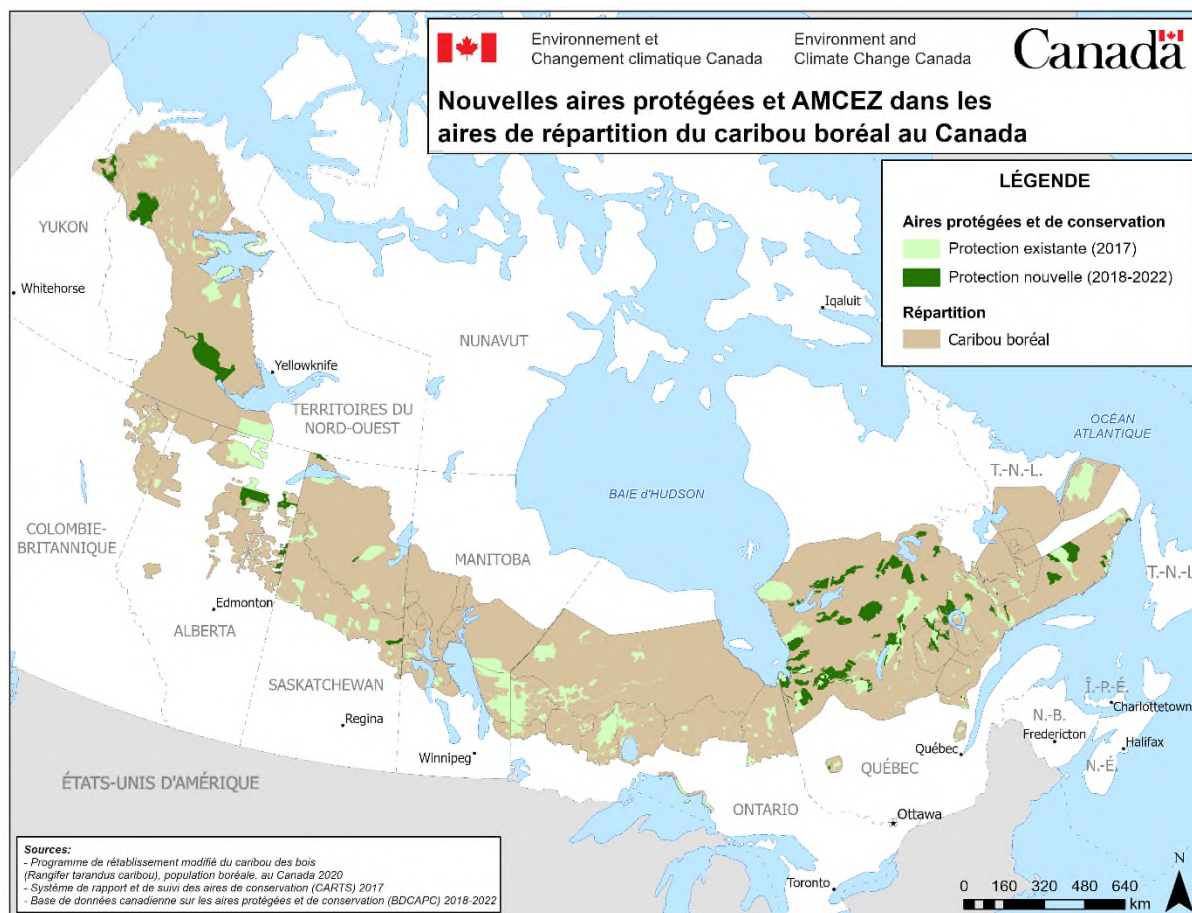 Environnement et
Changement climatique Canada
Environment and
Climate Change Canada
Canada
Nouvelles aires protégées et AMCEZ dans les
aires de répartition du caribou boréal au Canada
LÉGENDE
Aires protégées et de conservation
Protection existante (2017)
Protection nouvelle (2018-2022)
Répartition
Caribou boréal
YUKON
Whitehorse
Iqaluit
NUNAVUT
Yellowknife
TERRITOIRES DU
NORD-OUEST
OCÉAN
ATLANTIQUE
T.-N.-L.
BAIE d'HUDSON
COLOMBIE-
BRITANNIQUE
MANITOBA
T.-N.-L.
Edmonton
ALBERTA
SASKATCHEWAN
Regina
Winnipeg
Î.-P.-É.
Charlottetown
N.-B.
Fredericton
Halifax
N.-É.
Québec
QUÉBEC
ÉTATS-UNIS D'AMÉRIQUE
ONTARIO
Ottawa
Toronto
Sources:
- Programme de rétablissement modifié du caribou des bois
(Rangifer tarandus caribou), population boréale, au Canada 2020
- Système de rapport et de suivi des aires de conservation (CARTS) 2017
- Base de données canadienne sur les aires protégées et de conservation (BDCAPC) 2018-2022
N
0 160 320 480 640
km